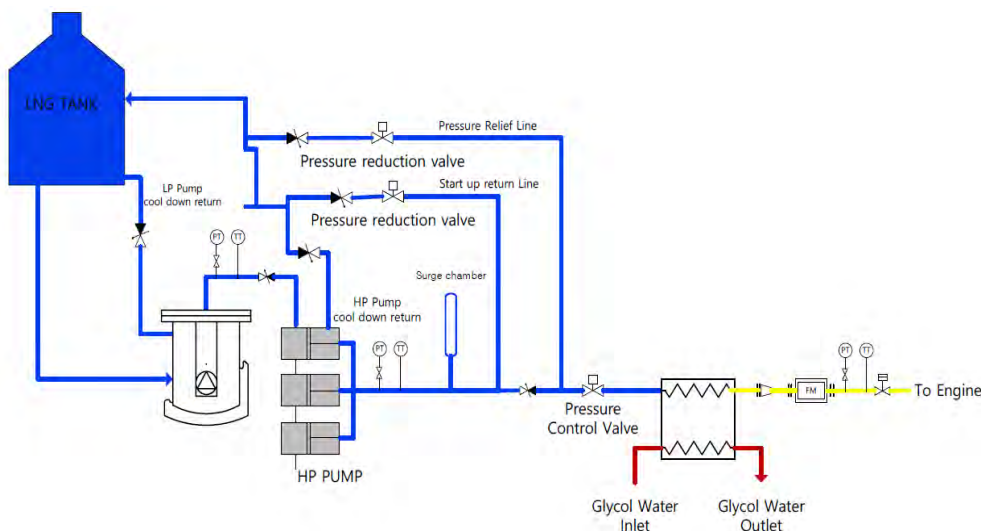 LNG TANK
Pressure Relief Line
Pressure reduction valve
LP Pump
cool down return
Start up return Line
Pressure reduction valve
PT
TT
Surge chamber
HP Pump
cool down return
PT
TT
PT
TT
FM
To Engine
Pressure
Control Valve
HP PUMP
Glycol Water
Inlet
Glycol Water
Outlet